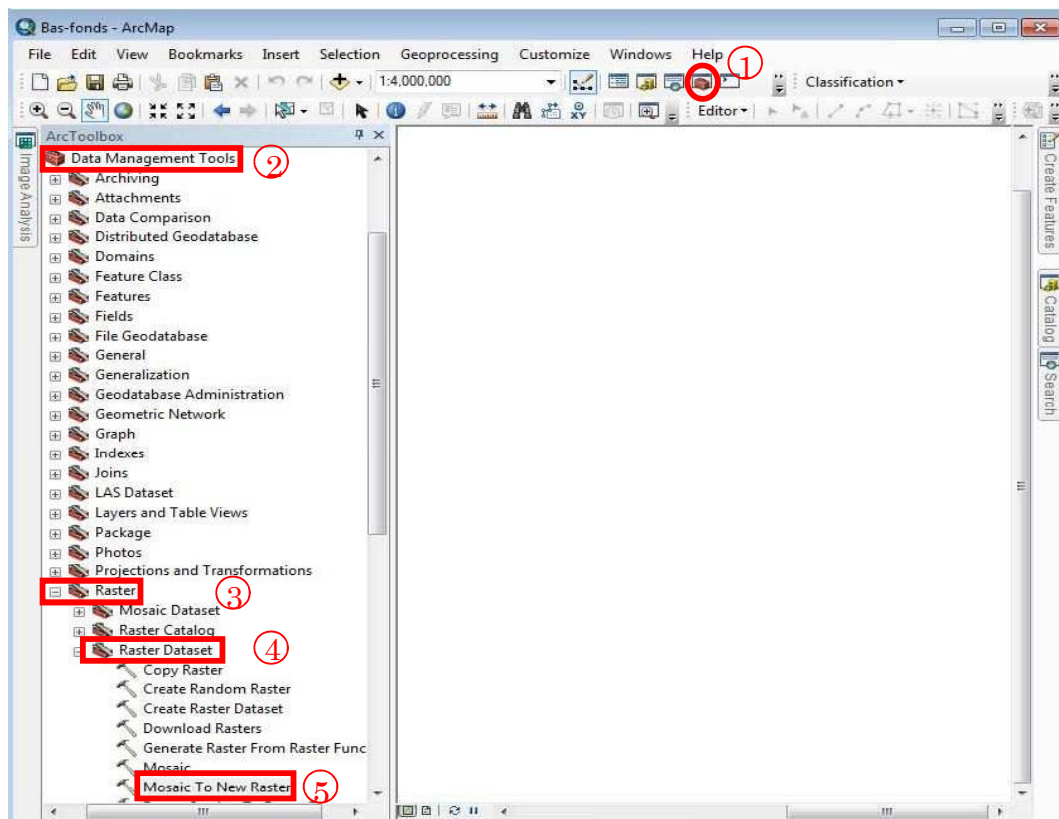 Bas-fonds - ArcMap
File Edit View Bookmarks Insert Selection Geoprocessing Customize Windows Help
1
1:4,000,000
Classification
Editor
ArcToolbox
Image Analysis
Data Management Tools
2
Archiving
Attachments
Data Comparison
Distributed Geodatabase
Domains
Feature Class
Features
Fields
File Geodatabase
General
Generalization
Geodatabase Administration
Geometric Network
Graph
Indexes
Joins
LAS Dataset
Layers and Table Views
Package
Photos
Projections and Transformations
Raster
3
Mosaic Dataset
Raster Catalog
Raster Dataset
4
Copy Raster
Create Random Raster
Create Raster Dataset
Download Rasters
Generate Raster From Raster Func
Mosaic
Mosaic To New Raster
5
Create Features
Catalog
Search